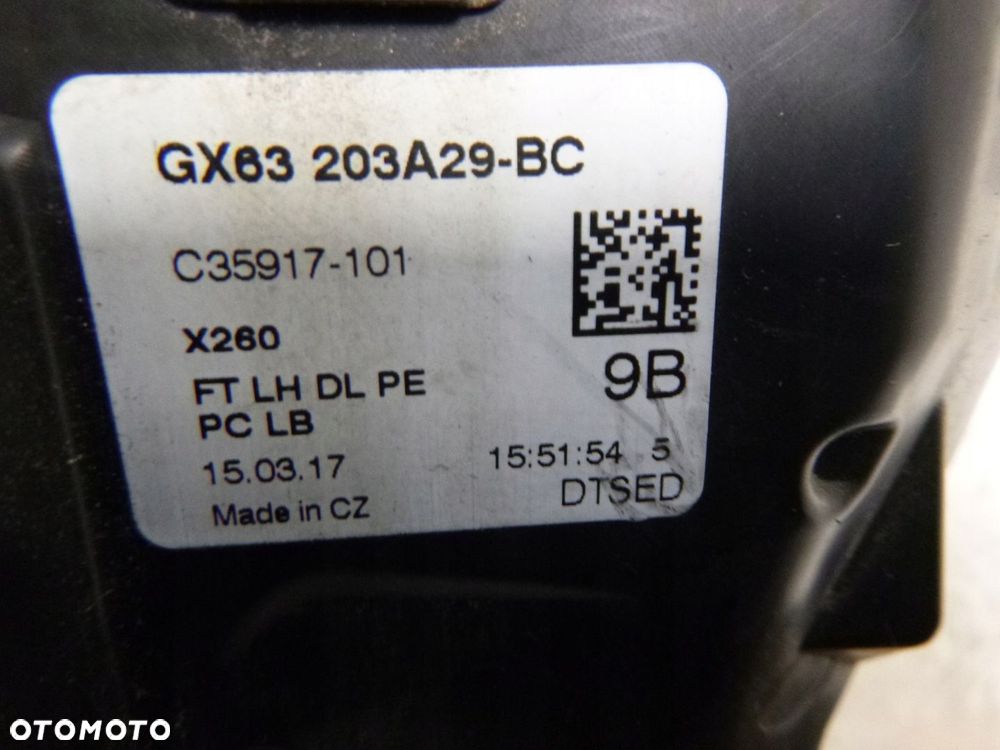 GX63 203A29-BC
C35917-101
X260
9B
FT LH DL PE
PC LB
15.03.17
15:51:54 5
Made in CZ
DTSED
OTOMOTO